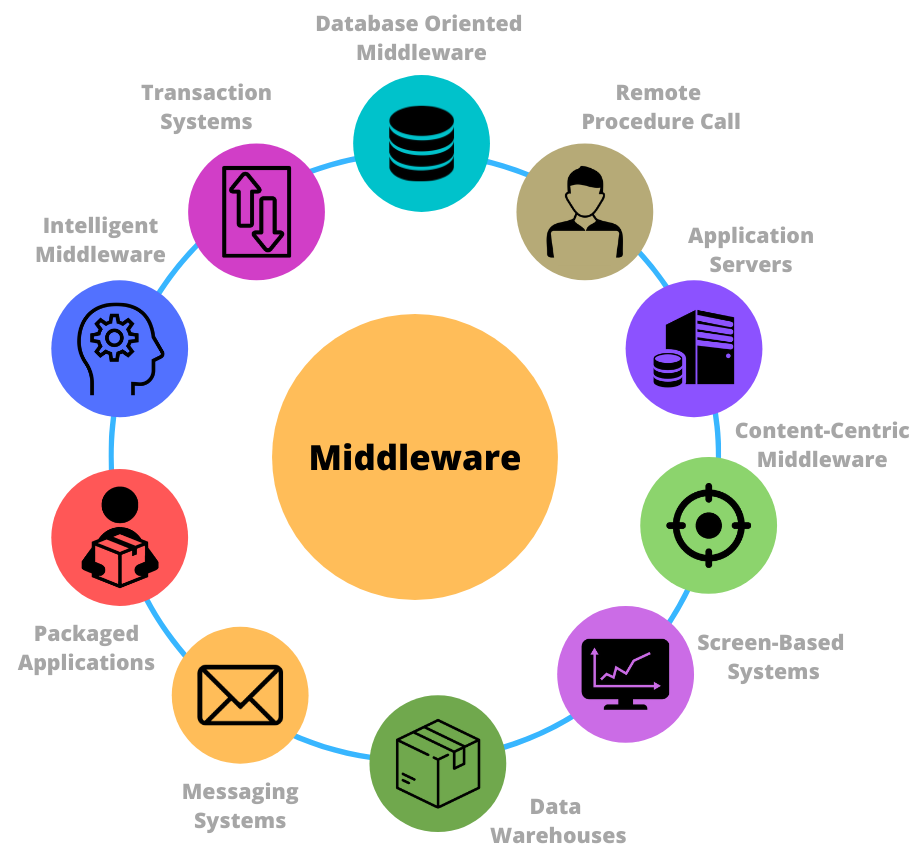 Database Oriented
Middleware
Transaction
Systems
Remote
Procedure Call
Intelligent
Middleware
Application
Servers
Content-Centric
Middleware
Middleware
Packaged
Applications
Screen-Based
Systems
Messaging
Systems
Data
Warehouses